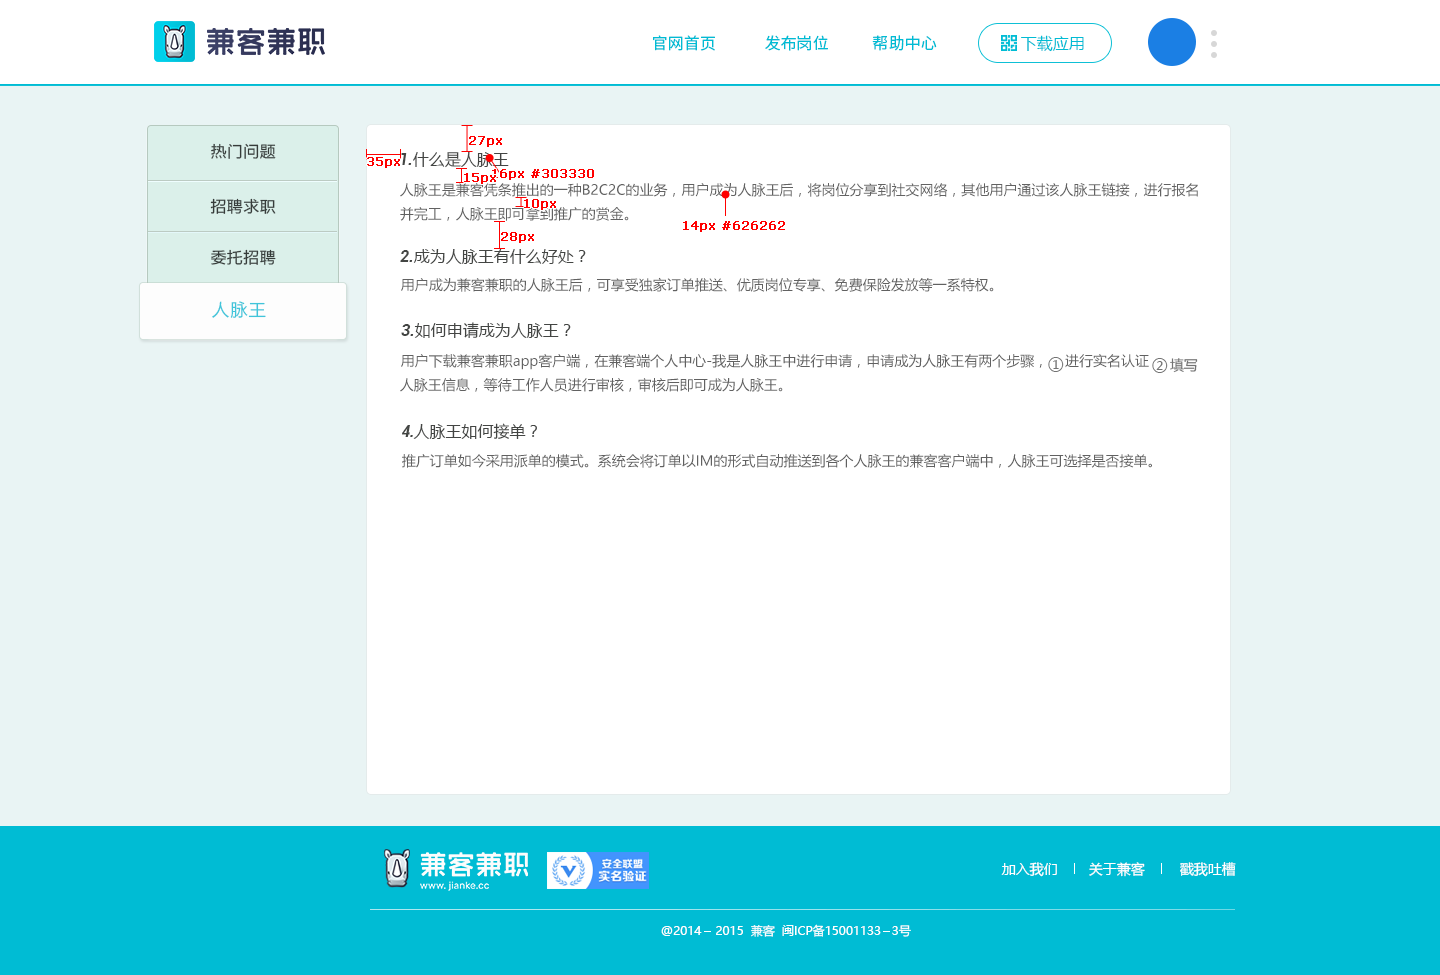 兼客兼职
官网首页 发布岗位 帮助中心 下载应用
热门问题
招聘求职
委托招聘
人脉王
27px
35px
1.什么是人脉王
16px #303330
15px
人脉王是兼客凭条推出的一种B2C2C的业务，用户成为人脉王后，将岗位分享到社交网络，其他用户通过该人脉王链接，进行报名
10px
并完工，人脉王即可拿到推广的赏金。
14px #626262
28px
2.成为人脉王有什么好处？
用户成为兼客兼职的人脉王后，可享受独家订单推送、优质岗位专享、免费保险发放等一系特权。
3.如何申请成为人脉王？
用户下载兼客兼职app客户端，在兼客端个人中心-我是人脉王中进行申请，申请成为人脉王有两个步骤，①进行实名认证 ②填写
人脉王信息，等待工作人员进行审核，审核后即可成为人脉王。
4.人脉王如何接单？
推广订单如今采用派单的模式。系统会将订单以IM的形式自动推送到各个人脉王的兼客客户端中，人脉王可选择是否接单。
兼客兼职
www.jianke.cc
安全联盟
实名验证
加入我们 | 关于兼客 | 戳我吐槽
@2014－2015 兼客 闽ICP备15001133－3号